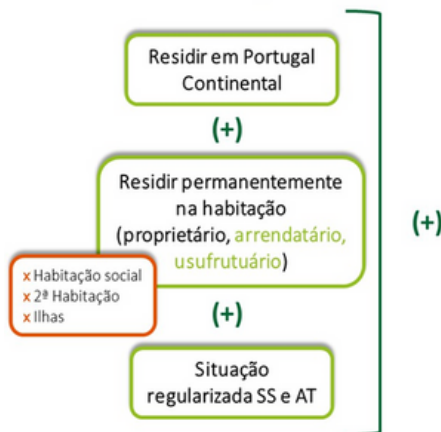 Residir em Portugal
Continental
(+)
Residir permanentemente
na habitação
(proprietário, arrendatário,
usufrutuário)
(+)
x Habitação social
x 2ª Habitação
x Ilhas
(+)
Situação
regularizada SS e AT